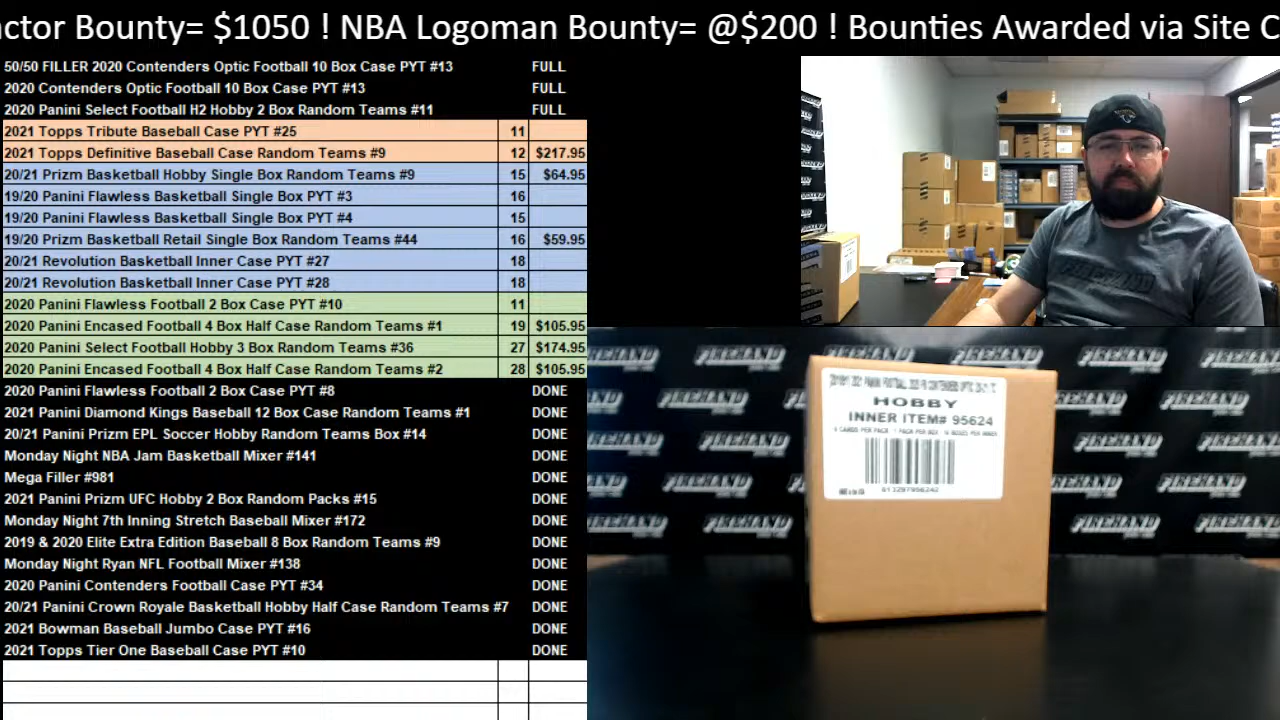 ctor Bounty= $1050 ! NBA Logoman Bounty= @$200 ! Bounties Awarded via Site C
50/50 FILLER 2020 Contenders Optic Football 10 Box Case PYT #13 FULL
2020 Contenders Optic Football 10 Box Case PYT #13 FULL
2020 Panini Select Football H2 Hobby 2 Box Random Teams #11 FULL
2021 Topps Tribute Baseball Case PYT #25 11
2021 Topps Definitive Baseball Case Random Teams #9 12 $217.95
20/21 Prizm Basketball Hobby Single Box Random Teams #9 15 $64.95
19/20 Panini Flawless Basketball Single Box PYT #3 16
19/20 Panini Flawless Basketball Single Box PYT #4 15
19/20 Prizm Basketball Retail Single Box Random Teams #44 16 $59.95
20/21 Revolution Basketball Inner Case PYT #27 18
20/21 Revolution Basketball Inner Case PYT #28 18
2020 Panini Flawless Football 2 Box Case PYT #10 11
2020 Panini Encased Football 4 Box Half Case Random Teams #1 19 $105.95
2020 Panini Select Football Hobby 3 Box Random Teams #36 27 $174.95
2020 Panini Encased Football 4 Box Half Case Random Teams #2 28 $105.95
2020 Panini Flawless Football 2 Box Case PYT #8 DONE
2021 Panini Diamond Kings Baseball 12 Box Case Random Teams #1 DONE
20/21 Panini Prizm EPL Soccer Hobby Random Teams Box #14 DONE
Monday Night NBA Jam Basketball Mixer #141 DONE
Mega Filler #981 DONE
2021 Panini Prizm UFC Hobby 2 Box Random Packs #15 DONE
Monday Night 7th Inning Stretch Baseball Mixer #172 DONE
2019 & 2020 Elite Extra Edition Baseball 8 Box Random Teams #9 DONE
Monday Night Ryan NFL Football Mixer #138 DONE
2020 Panini Contenders Football Case PYT #34 DONE
20/21 Panini Crown Royale Basketball Hobby Half Case Random Teams #7 DONE
2021 Bowman Baseball Jumbo Case PYT #16 DONE
2021 Topps Tier One Baseball Case PYT #10 DONE
FIREHAND
HOBBY
INNER ITEM# 95624